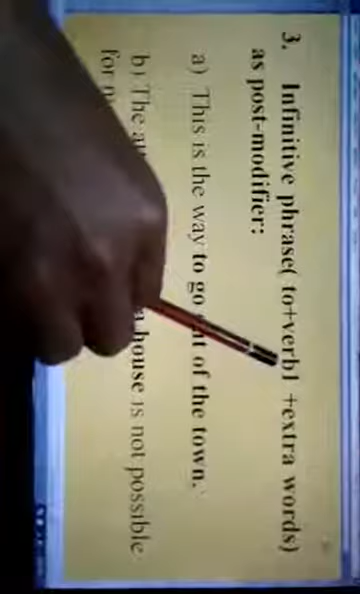 3. Infinitive phrase( to+verb1 +extra words)
as post-modifier:
a) This is the way to go of the town.
b) The house is not possible
for